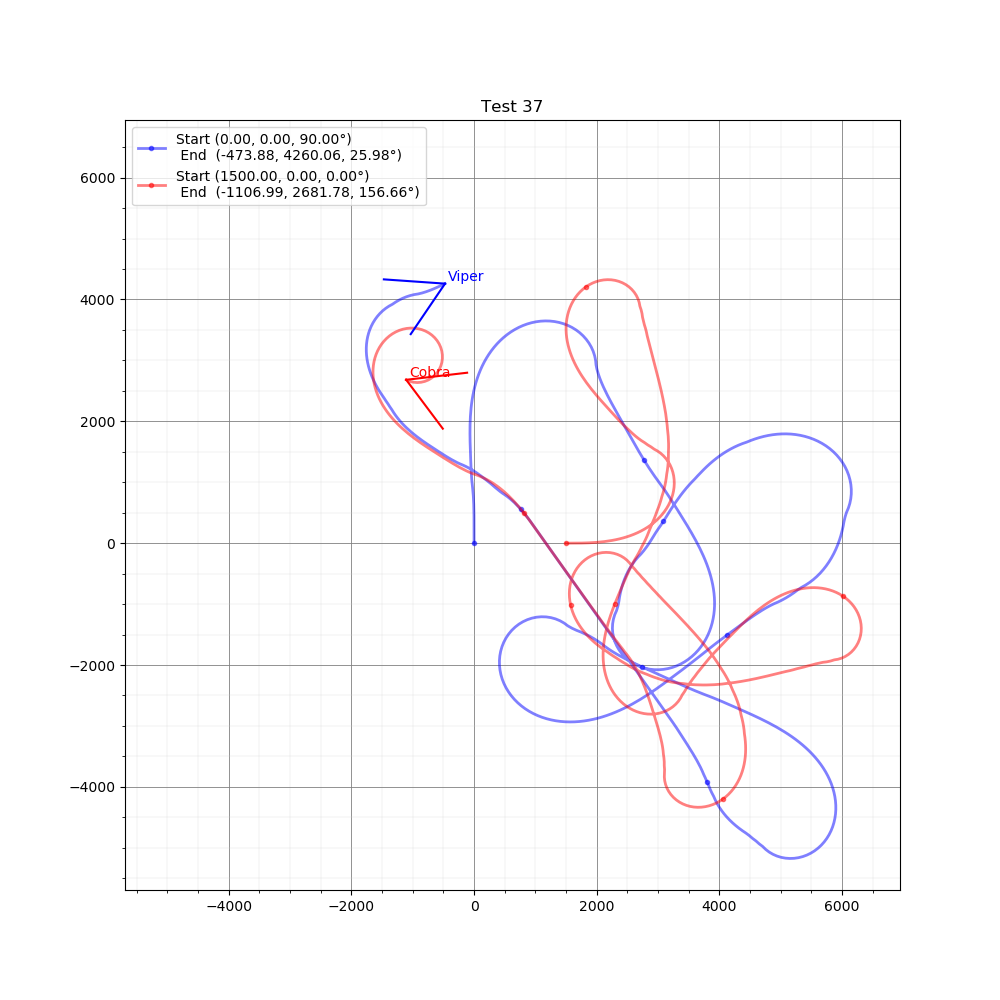 Test 37
Start (0.00, 0.00, 90.00°)
End (-473.88, 4260.06, 25.98°)
Start (1500.00, 0.00, 0.00°)
End (-1106.99, 2681.78, 156.66°)
6000
4000
2000
0
−2000
−4000
Viper
Cobra
−4000 −2000 0 2000 4000 6000